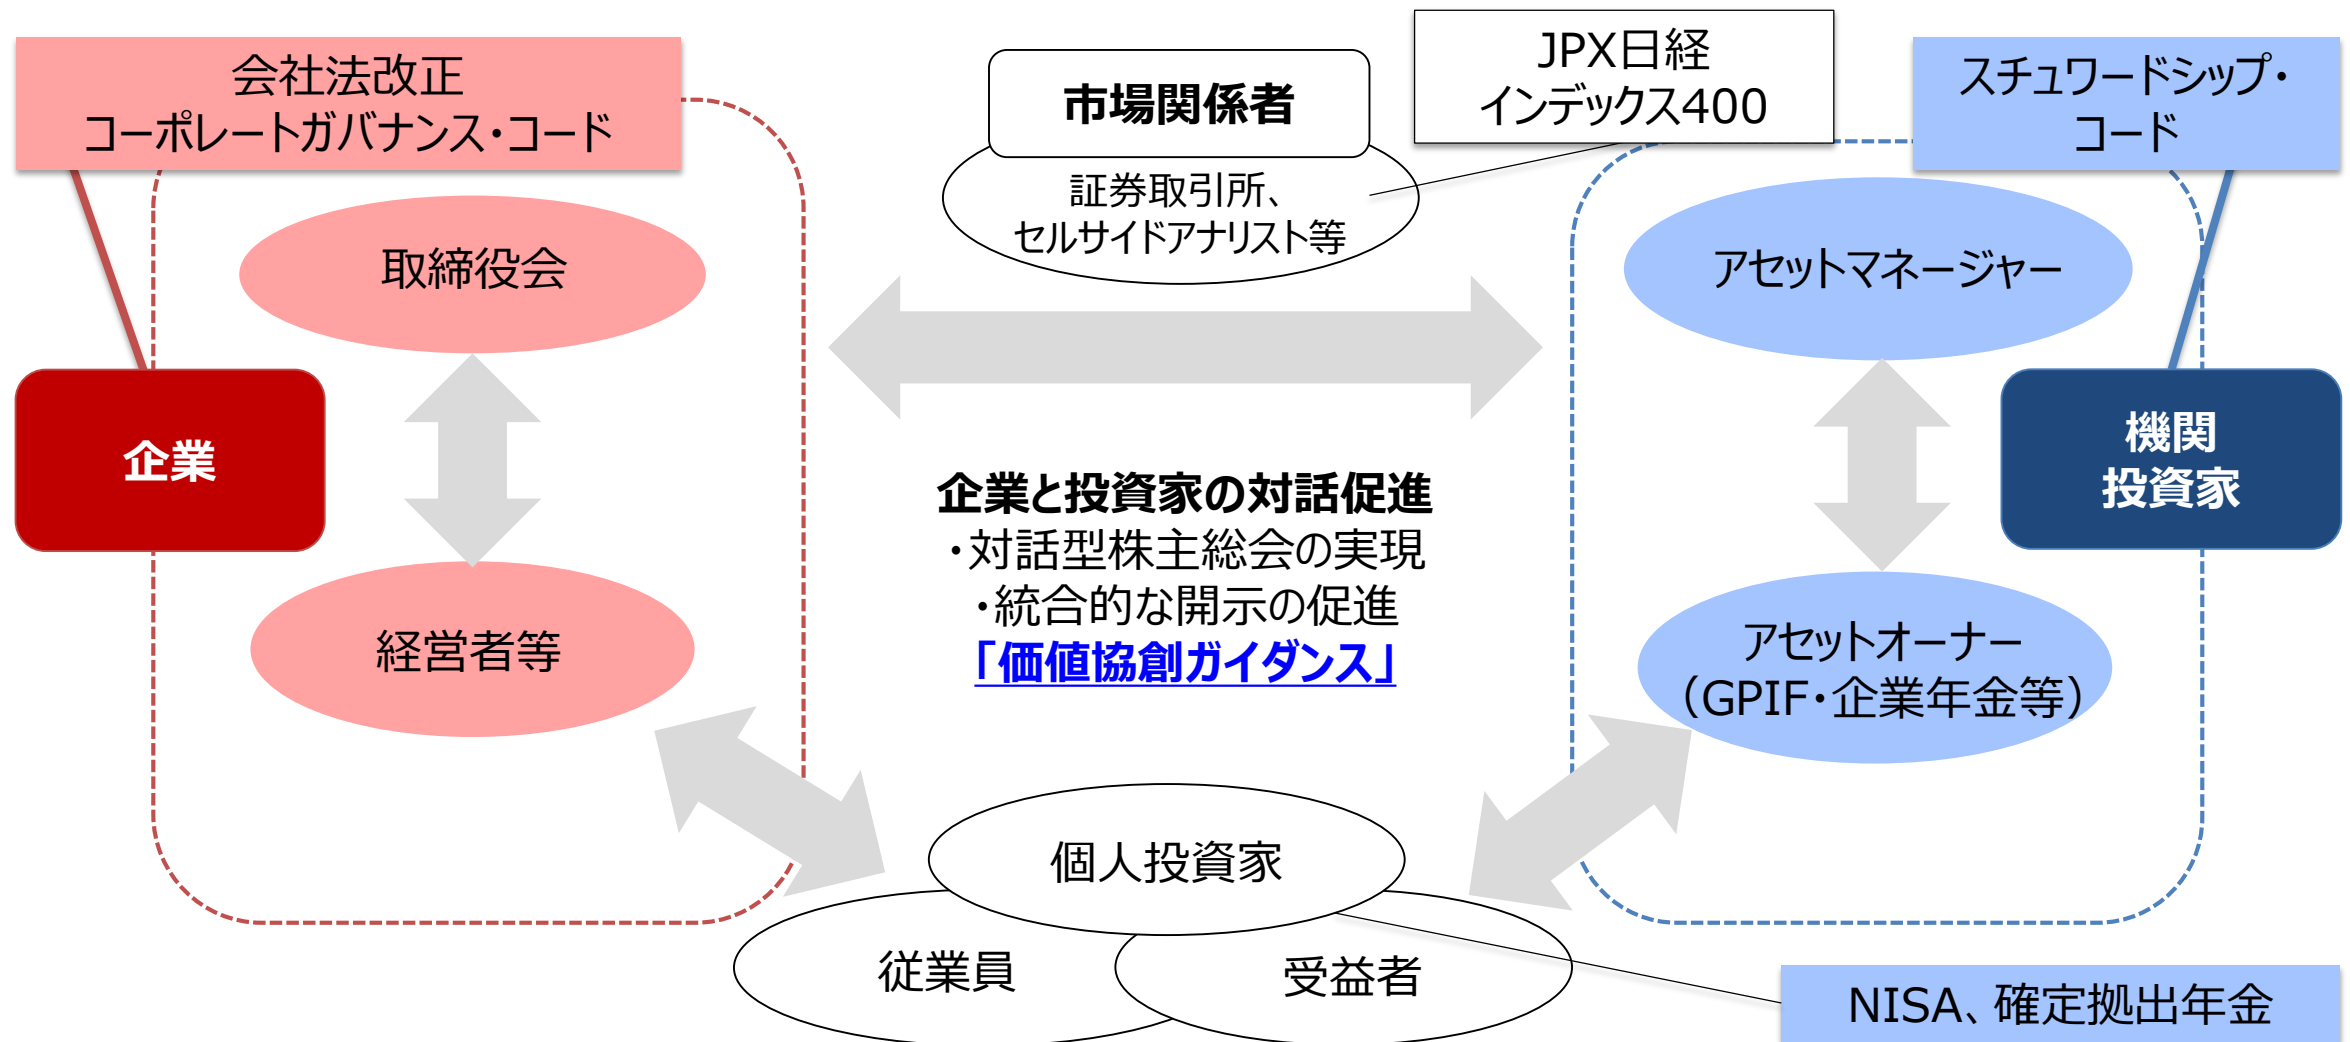 会社法改正
コーポレートガバナンス・コード
市場関係者
証券取引所、
セルサイドアナリスト等
JPX日経
インデックス400
スチュワードシップ・
コード
取締役会
アセットマネージャー
企業
機関
投資家
企業と投資家の対話促進
・対話型株主総会の実現
・統合的な開示の促進
「価値協創ガイダンス」
経営者等
アセットオーナー
（GPIF・企業年金等）
個人投資家
従業員
受益者
NISA、確定拠出年金